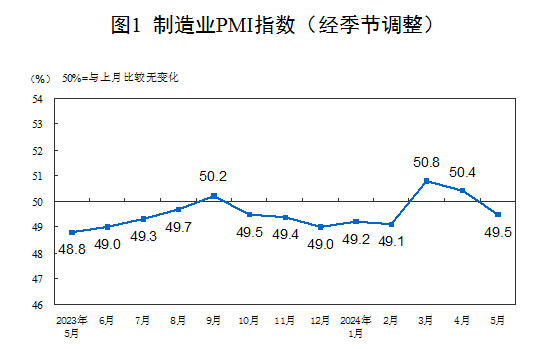 图1 制造业PMI指数（经季节调整）
（%） 50%=与上月比较无变化
54
53
52
51
50
49
48
47
46
48.8
49.0
49.3
49.7
50.2
49.5
49.4
49.0
49.2
49.1
50.8
50.4
49.5
2023年
5月
6月
7月
8月
9月
10月
11月
12月
2024年
1月
2月
3月
4月
5月